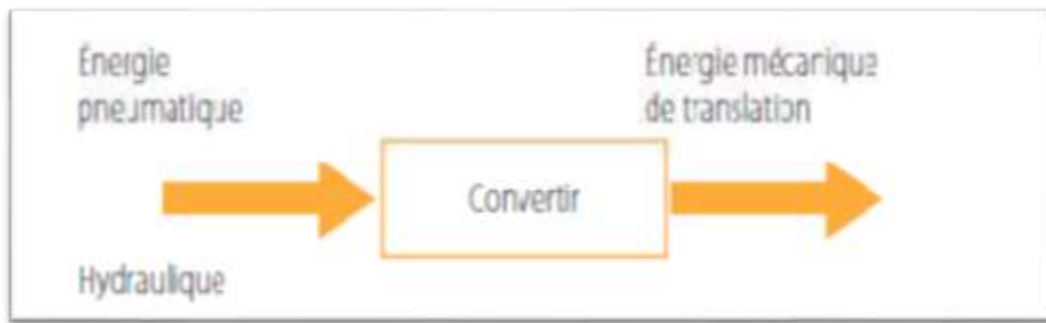 Énergie
pneumatique
Énergie mécanique
de translation
Convertir
Hydraulique